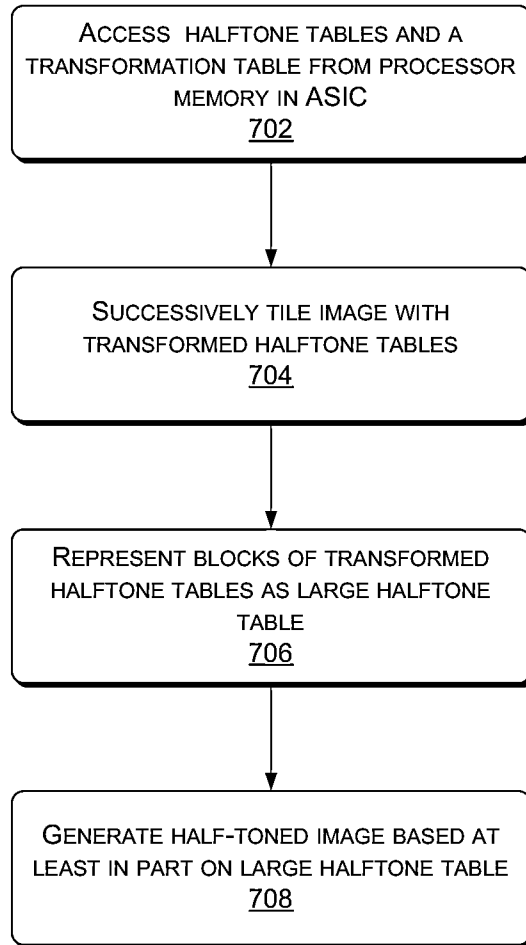 ACCESS HALFTONE TABLES AND A
TRANSFORMATION TABLE FROM PROCESSOR
MEMORY IN ASIC
702
SUCCESSIVELY TILE IMAGE WITH
TRANSFORMED HALFTONE TABLES
704
REPRESENT BLOCKS OF TRANSFORMED
HALFTONE TABLES AS LARGE HALFTONE
TABLE
706
GENERATE HALF-TONED IMAGE BASED AT
LEAST IN PART ON LARGE HALFTONE TABLE
708